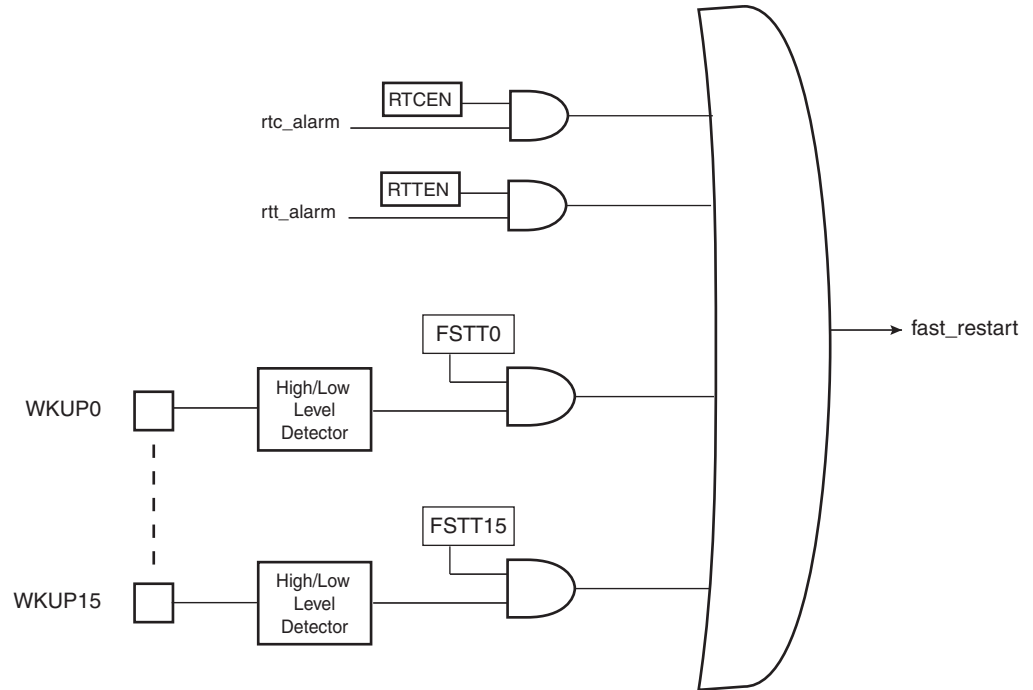 RTCEN
rtc_alarm
RTTEN
rtt_alarm
FSTT0
fast_restart
WKUP0
High/Low
Level
Detector
FSTT15
WKUP15
High/Low
Level
Detector